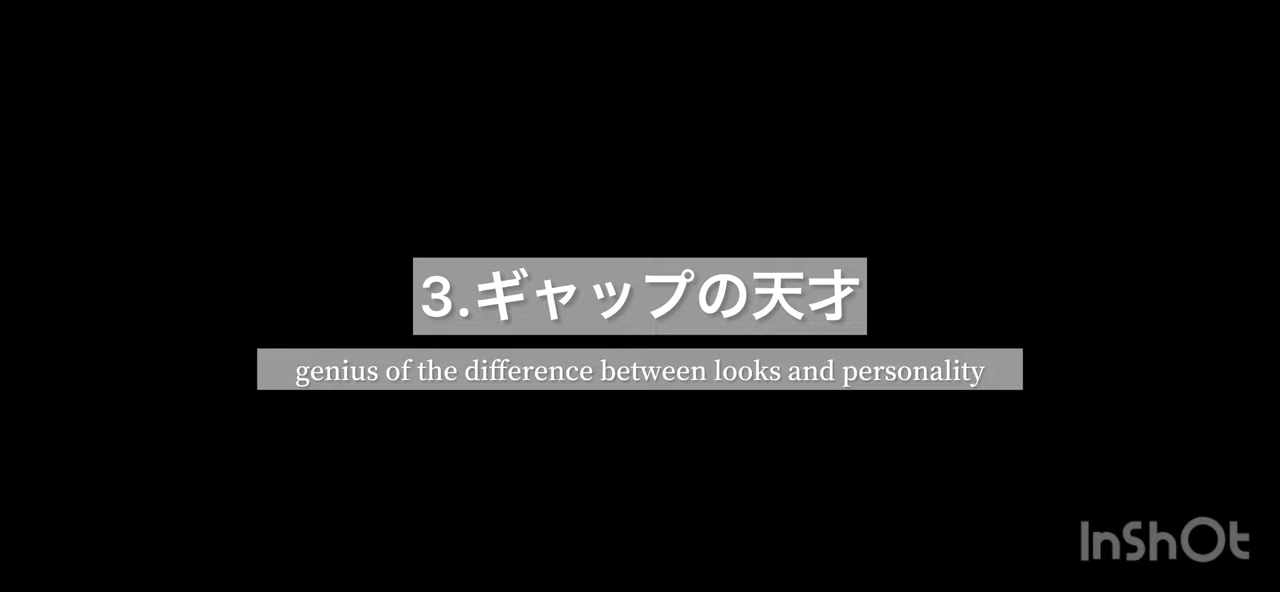 3.ギャップの天才
genius of the difference between looks and personality
InShOt